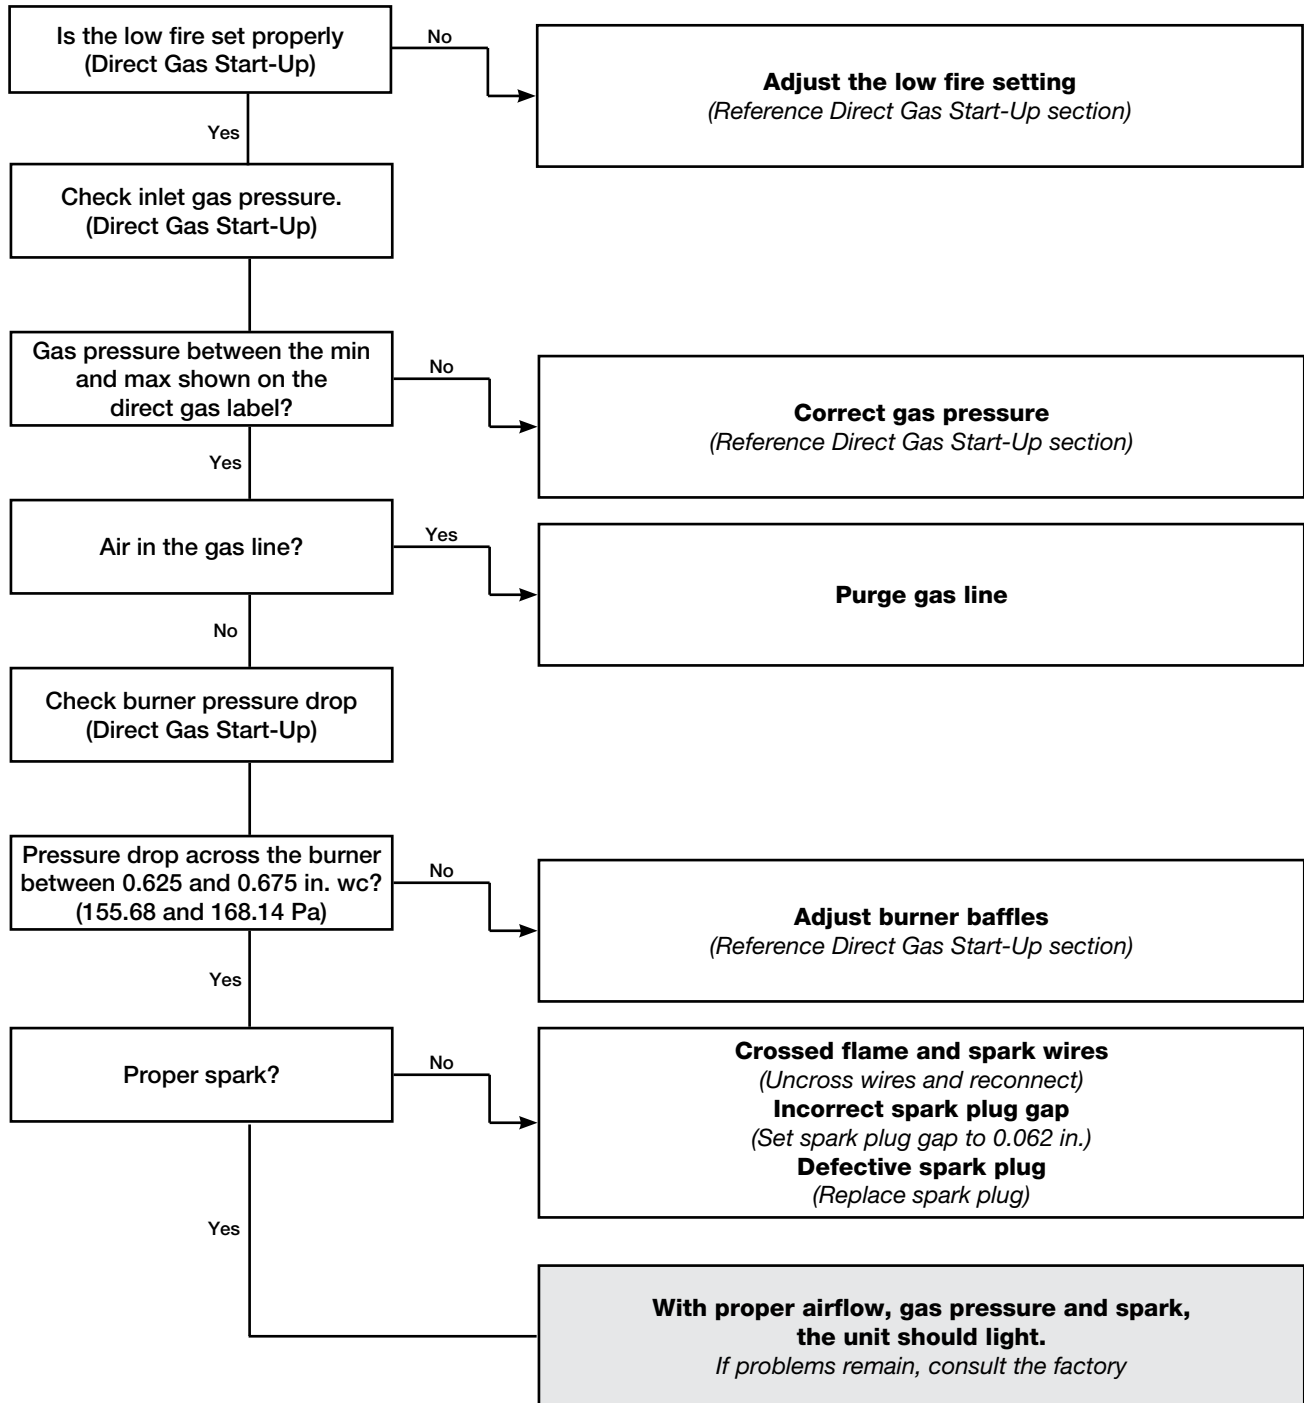 Is the low fire set properly
(Direct Gas Start-Up)
No
Adjust the low fire setting
(Reference Direct Gas Start-Up section)
Yes
Check inlet gas pressure.
(Direct Gas Start-Up)
Gas pressure between the min
and max shown on the
direct gas label?
No
Correct gas pressure
(Reference Direct Gas Start-Up section)
Yes
Air in the gas line?
Yes
Purge gas line
No
Check burner pressure drop
(Direct Gas Start-Up)
Pressure drop across the burner
between 0.625 and 0.675 in. wc?
(155.68 and 168.14 Pa)
No
Adjust burner baffles
(Reference Direct Gas Start-Up section)
Yes
Proper spark?
No
Crossed flame and spark wires
(Uncross wires and reconnect)
Incorrect spark plug gap
(Set spark plug gap to 0.062 in.)
Defective spark plug
(Replace spark plug)
Yes
With proper airflow, gas pressure and spark,
the unit should light.
If problems remain, consult the factory